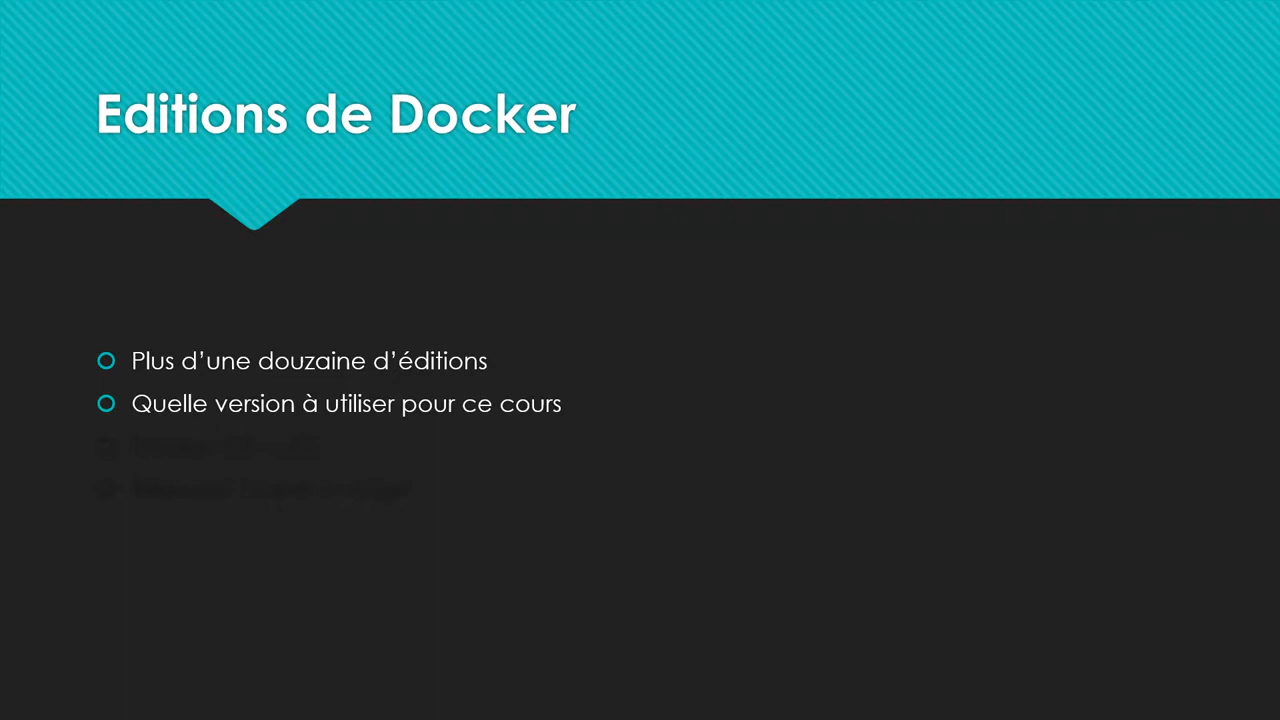 Editions de Docker
Plus d’une douzaine d’éditions
Quelle version à utiliser pour ce cours